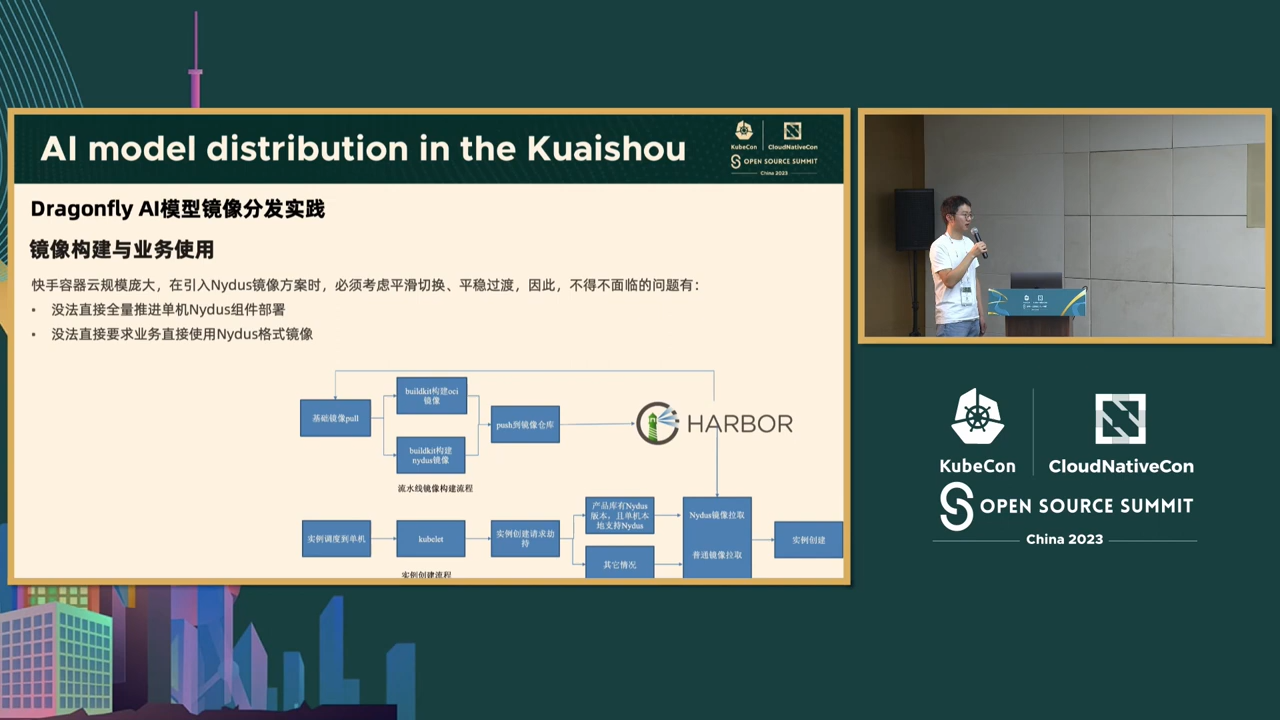 AI model distribution in the Kuaishou
KubeCon
CloudNativeCon
OPEN SOURCE SUMMIT
China 2023
Dragonfly AI模型镜像分发实践
镜像构建与业务使用
快手容器云规模庞大，在引入Nydus镜像方案时，必须考虑平滑切换、平稳过渡，因此，不得不面临的问题有：
• 没法直接全量推进单机Nydus组件部署
• 没法直接要求业务直接使用Nydus格式镜像
基础镜像pull
buildkit构建oci
镜像
buildkit构建
nydus镜像
push到镜像仓库
HARBOR
流水线镜像构建流程
实例调度到单机
kubelet
实例创建请求劫
持
产品库有Nydus
版本，且单机本
地支持Nydus
其它情况
Nydus镜像拉取
普通镜像拉取
实例创建
实例创建流程
KubeCon
CloudNativeCon
OPEN SOURCE SUMMIT
China 2023